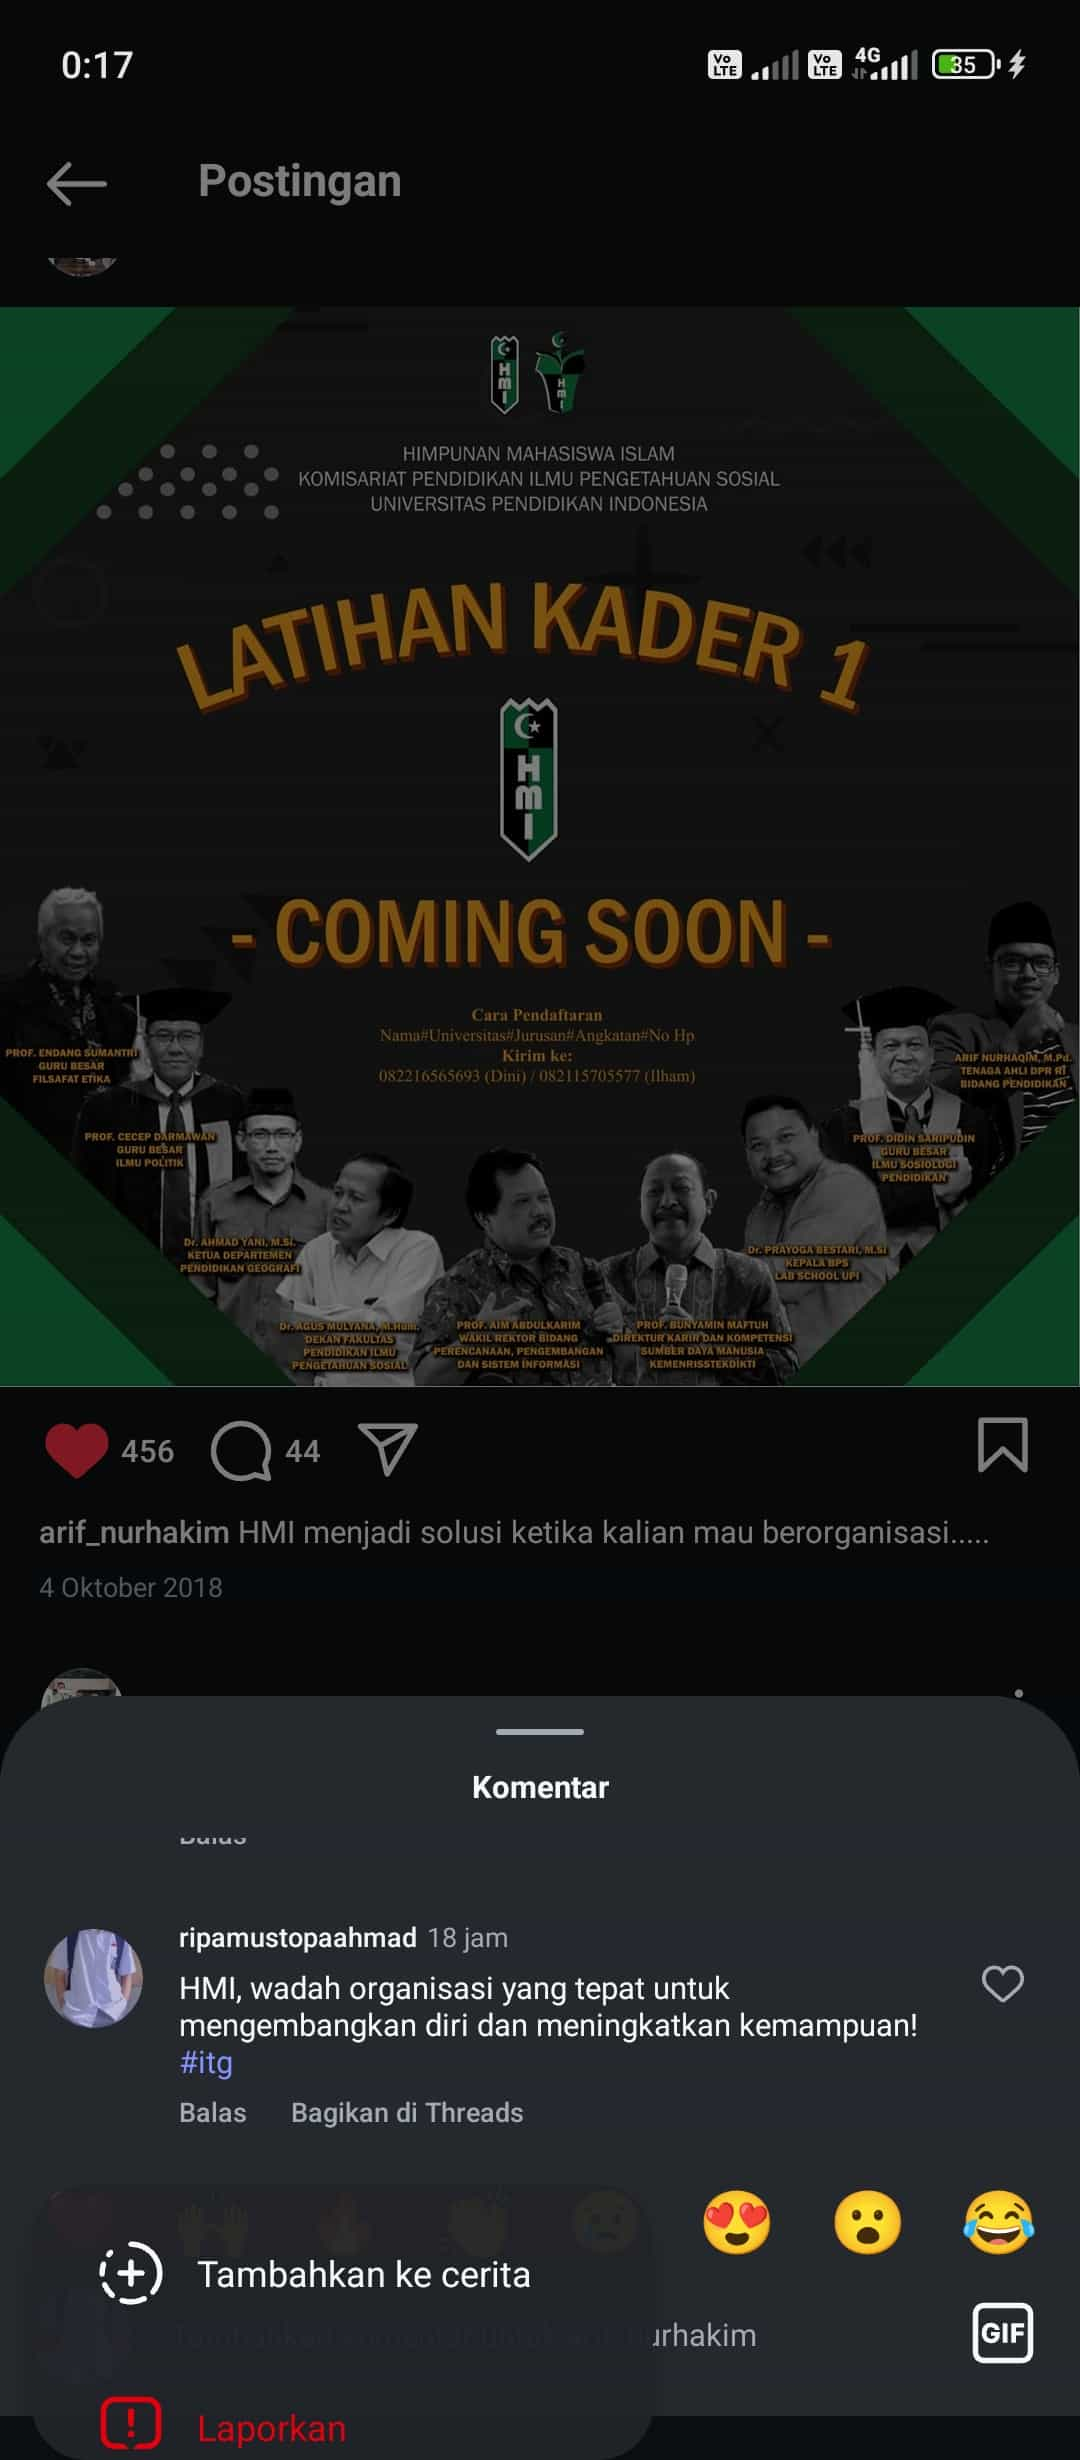 0:17
Vo
LTE
Vo
LTE
4G
35
Postingan
HMI
HMI
HIMPUNAN MAHASISWA ISLAM
KOMISARIAT PENDIDIKAN ILMU PENGETAHUAN SOSIAL
UNIVERSITAS PENDIDIKAN INDONESIA
LATIHAN KADER 1
HMI
- COMING SOON -
Cara Pendaftaran
Nama#Universitas#Jurusan#Angkatan#No Hp
Kirim ke:
082216565693 (Dini) / 082115705577 (Ilham)
PROF. ENDANG SUMANTRI
GURU BESAR
FILSAFAT ETIKA
ARIF NURHAQIM, M.Pd.
TENAGA AHLI DPR RI
BIDANG PENDIDIKAN
PROF. CECEP DARMAWAN
GURU BESAR
ILMU POLITIK
PROF. DIDIN SARIPUDIN
GURU BESAR
ILMU SOSIOLOGI
PENDIDIKAN
Dr. AHMAD YANI, M.Si.
KETUA DEPARTEMEN
PENDIDIKAN GEOGRAFI
Dr. PRAYOGA BESTARI, M.Si
KEPALA BPS
LAB SCHOOL UPI
Dr. AGUS MULYANA, M.Hum.
DEKAN FAKULTAS
PENDIDIKAN ILMU
PENGETAHUAN SOSIAL
PROF. AIM ABDULKARIM
WAKIL REKTOR BIDANG
PERENCANAAN, PENGEMBANGAN
DAN SISTEM INFORMASI
PROF. BUNYAMIN MAFTUH
DIREKTUR KARIR DAN KOMPETENSI
SUMBER DAYA MANUSIA
KEMENRISSTEKDIKTI
456
44
arif_nurhakim HMI menjadi solusi ketika kalian mau berorganisasi.....
4 Oktober 2018
Komentar
Balas
ripamustopaahmad 18 jam
HMI, wadah organisasi yang tepat untuk
mengembangkan diri dan meningkatkan kemampuan!
#itg
Balas Bagikan di Threads
Tambahkan ke cerita
urhakim
GIF
Laporkan